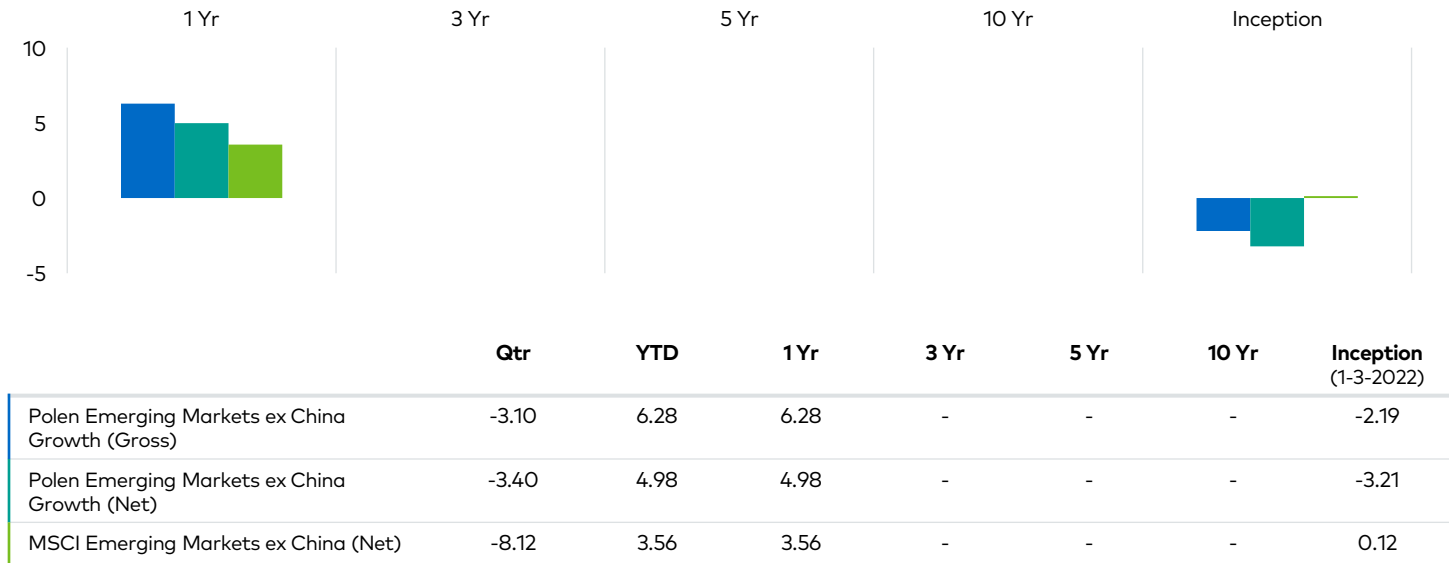 1 Yr 3 Yr 5 Yr 10 Yr Inception
10
5
0
-5
Qtr YTD 1 Yr 3 Yr 5 Yr 10 Yr Inception
(1-3-2022)
Polen Emerging Markets ex China -3.10 6.28 6.28 - - - -2.19
Growth (Gross)
Polen Emerging Markets ex China -3.40 4.98 4.98 - - - -3.21
Growth (Net)
MSCI Emerging Markets ex China (Net) -8.12 3.56 3.56 - - - 0.12